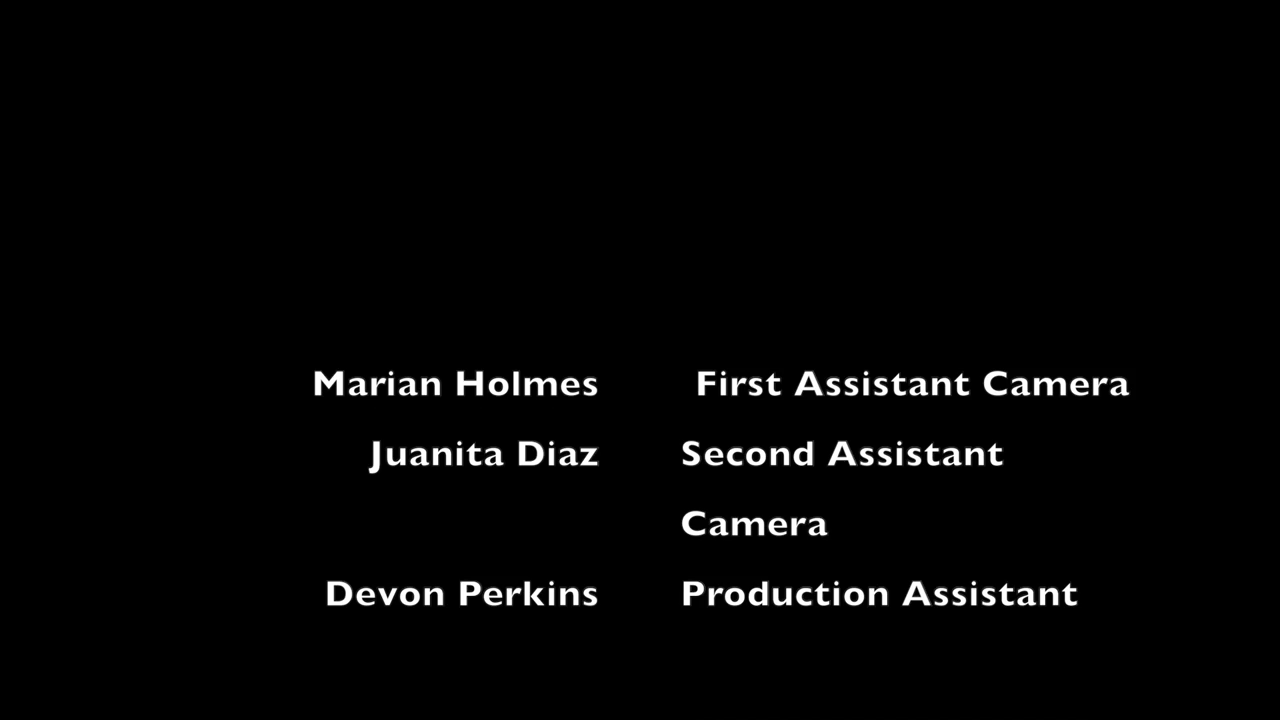 Marian Holmes First Assistant Camera
Juanita Diaz Second Assistant
Camera
Devon Perkins Production Assistant